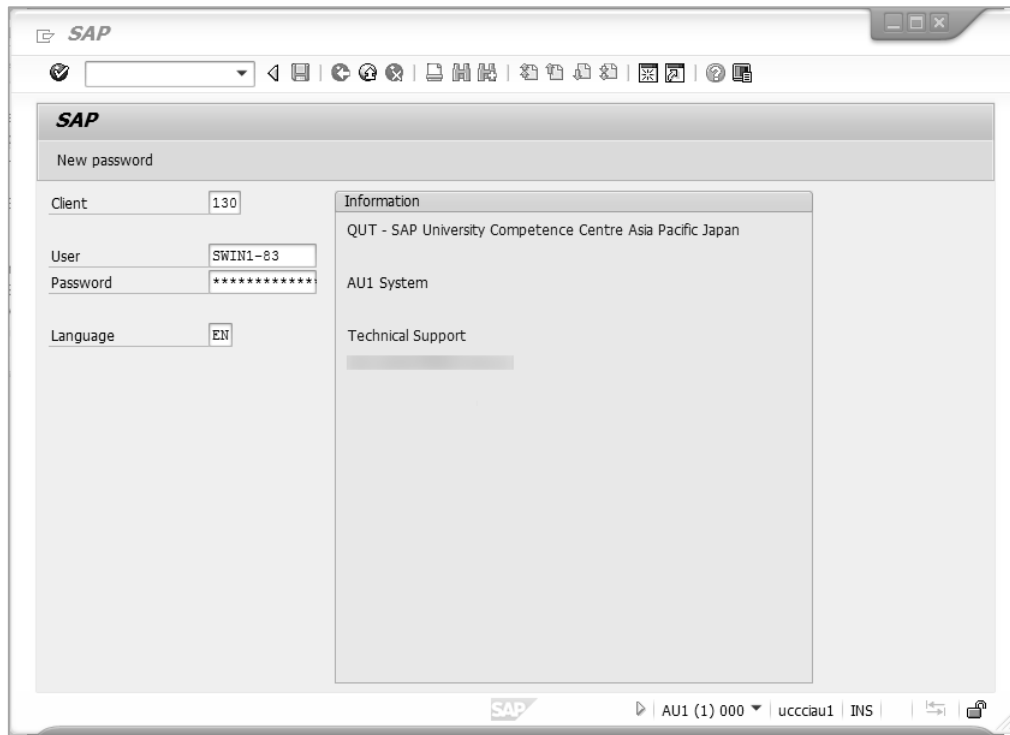 SAP
SAP
New password
Client 130
Information
QUT - SAP University Competence Centre Asia Pacific Japan
User SWIN1-83
Password *************
AU1 System
Language EN
Technical Support
SAP
AU1 (1) 000 uccciau1 INS